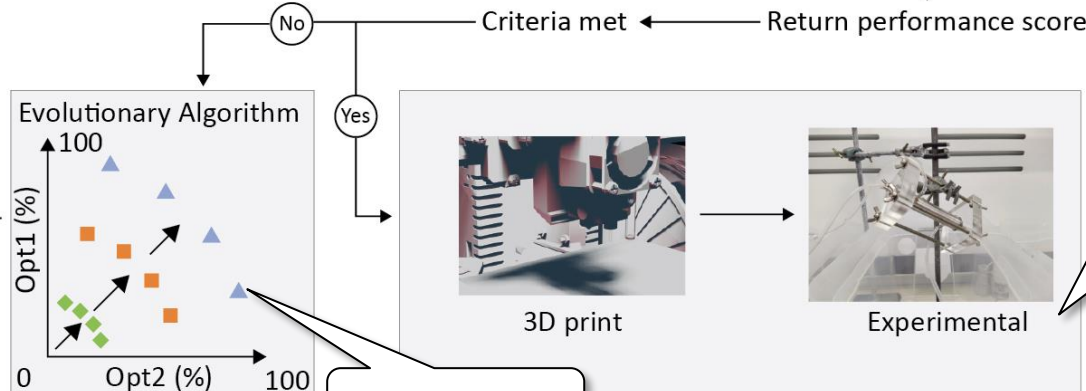 No
Criteria met
Return performance score
Evolutionary Algorithm
100
Yes
Opt1 (%)
3D print
Experimental
0
Opt2 (%)
100